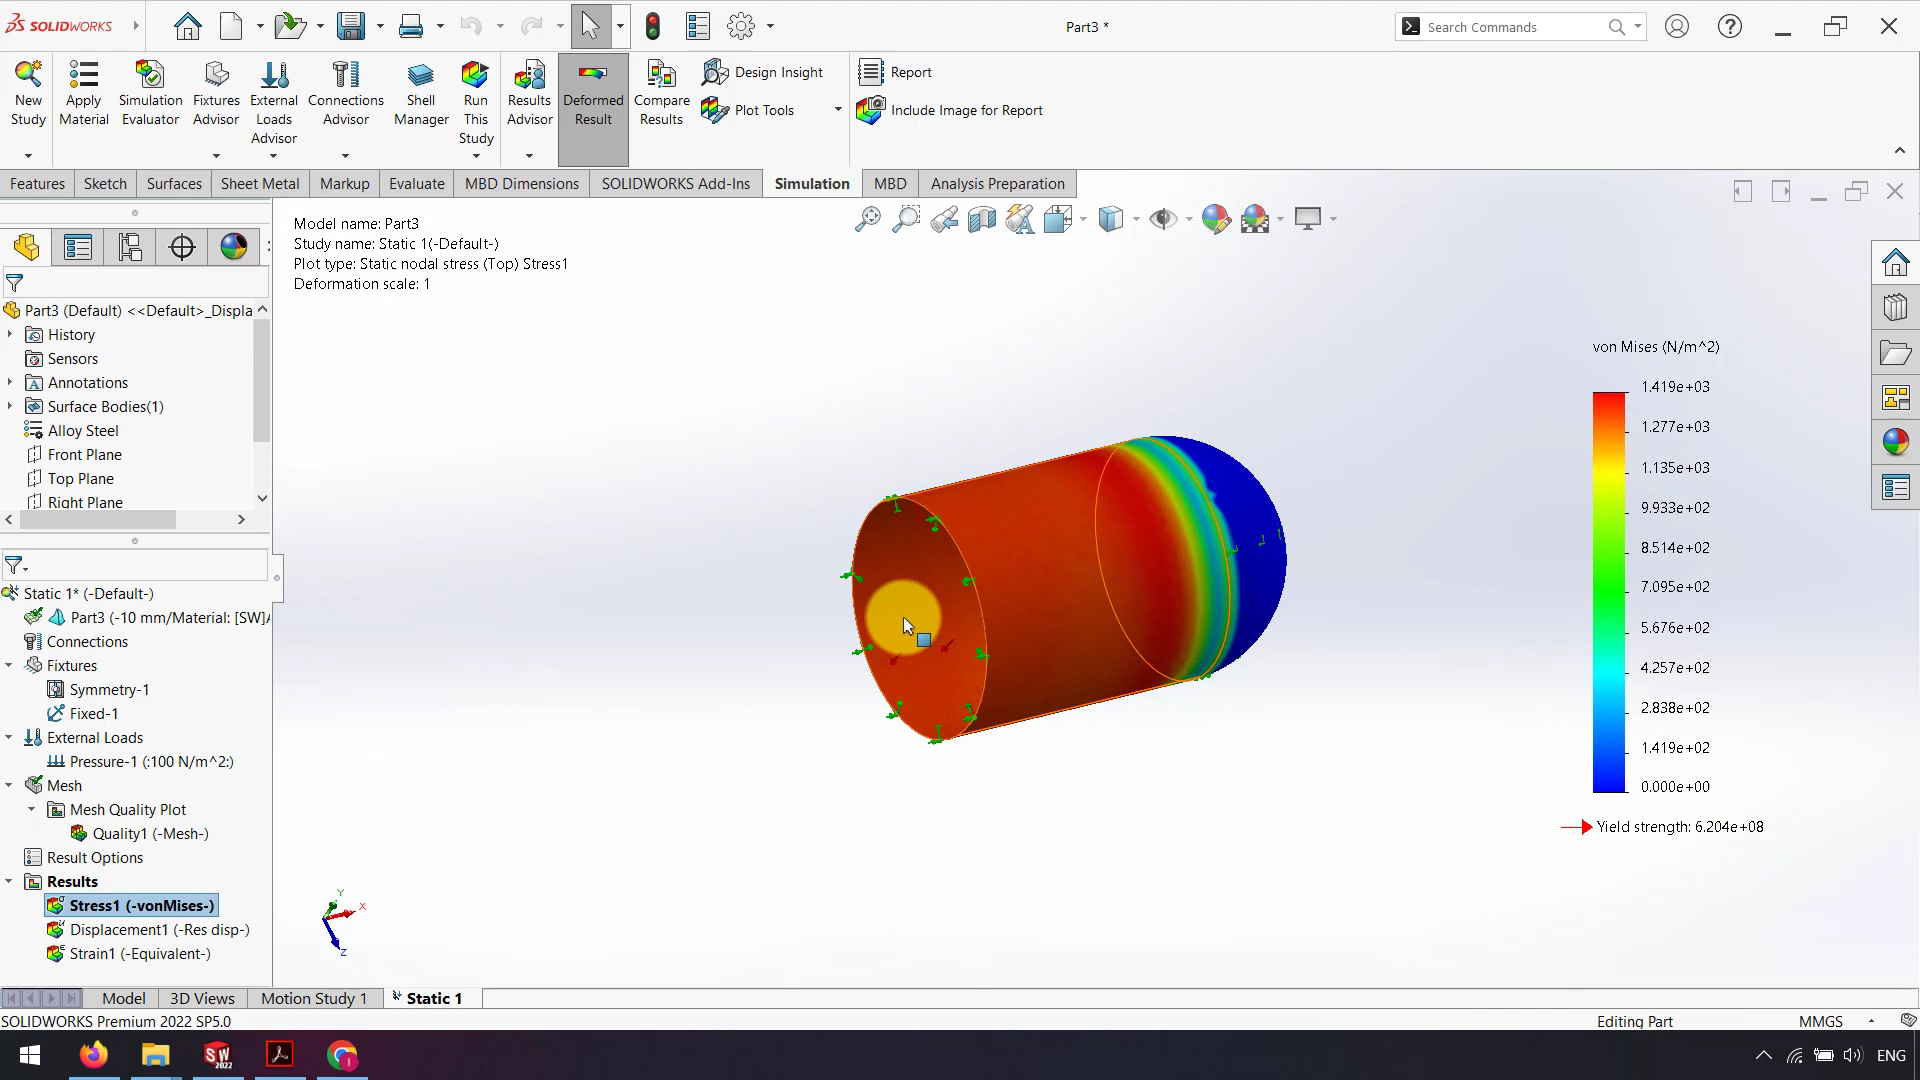 SOLIDWORKS
Part3 *
Search Commands
New Study
Apply Material
Simulation Evaluator
Fixtures Advisor
External Loads Advisor
Connections Advisor
Shell Manager
Run This Study
Results Advisor
Deformed Result
Compare Results
Design Insight
Plot Tools
Report
Include Image for Report
Features
Sketch
Surfaces
Sheet Metal
Markup
Evaluate
MBD Dimensions
SOLIDWORKS Add-Ins
Simulation
MBD
Analysis Preparation
Part3 (Default) <<Default>_Displa
History
Sensors
Annotations
Surface Bodies(1)
Alloy Steel
Front Plane
Top Plane
Right Plane
Static 1* (-Default-)
Part3 (-10 mm/Material: [SW]A
Connections
Fixtures
Symmetry-1
Fixed-1
External Loads
Pressure-1 (:100 N/m^2:)
Mesh
Mesh Quality Plot
Quality1 (-Mesh-)
Result Options
Results
Stress1 (-vonMises-)
Displacement1 (-Res disp-)
Strain1 (-Equivalent-)
Model name: Part3
Study name: Static 1(-Default-)
Plot type: Static nodal stress (Top) Stress1
Deformation scale: 1
von Mises (N/m^2)
1.419e+03
1.277e+03
1.135e+03
9.933e+02
8.514e+02
7.095e+02
5.676e+02
4.257e+02
2.838e+02
1.419e+02
0.000e+00
Yield strength: 6.204e+08
Y
X
Z
Model
3D Views
Motion Study 1
Static 1
SOLIDWORKS Premium 2022 SP5.0
Editing Part
MMGS
SW 2022
ENG